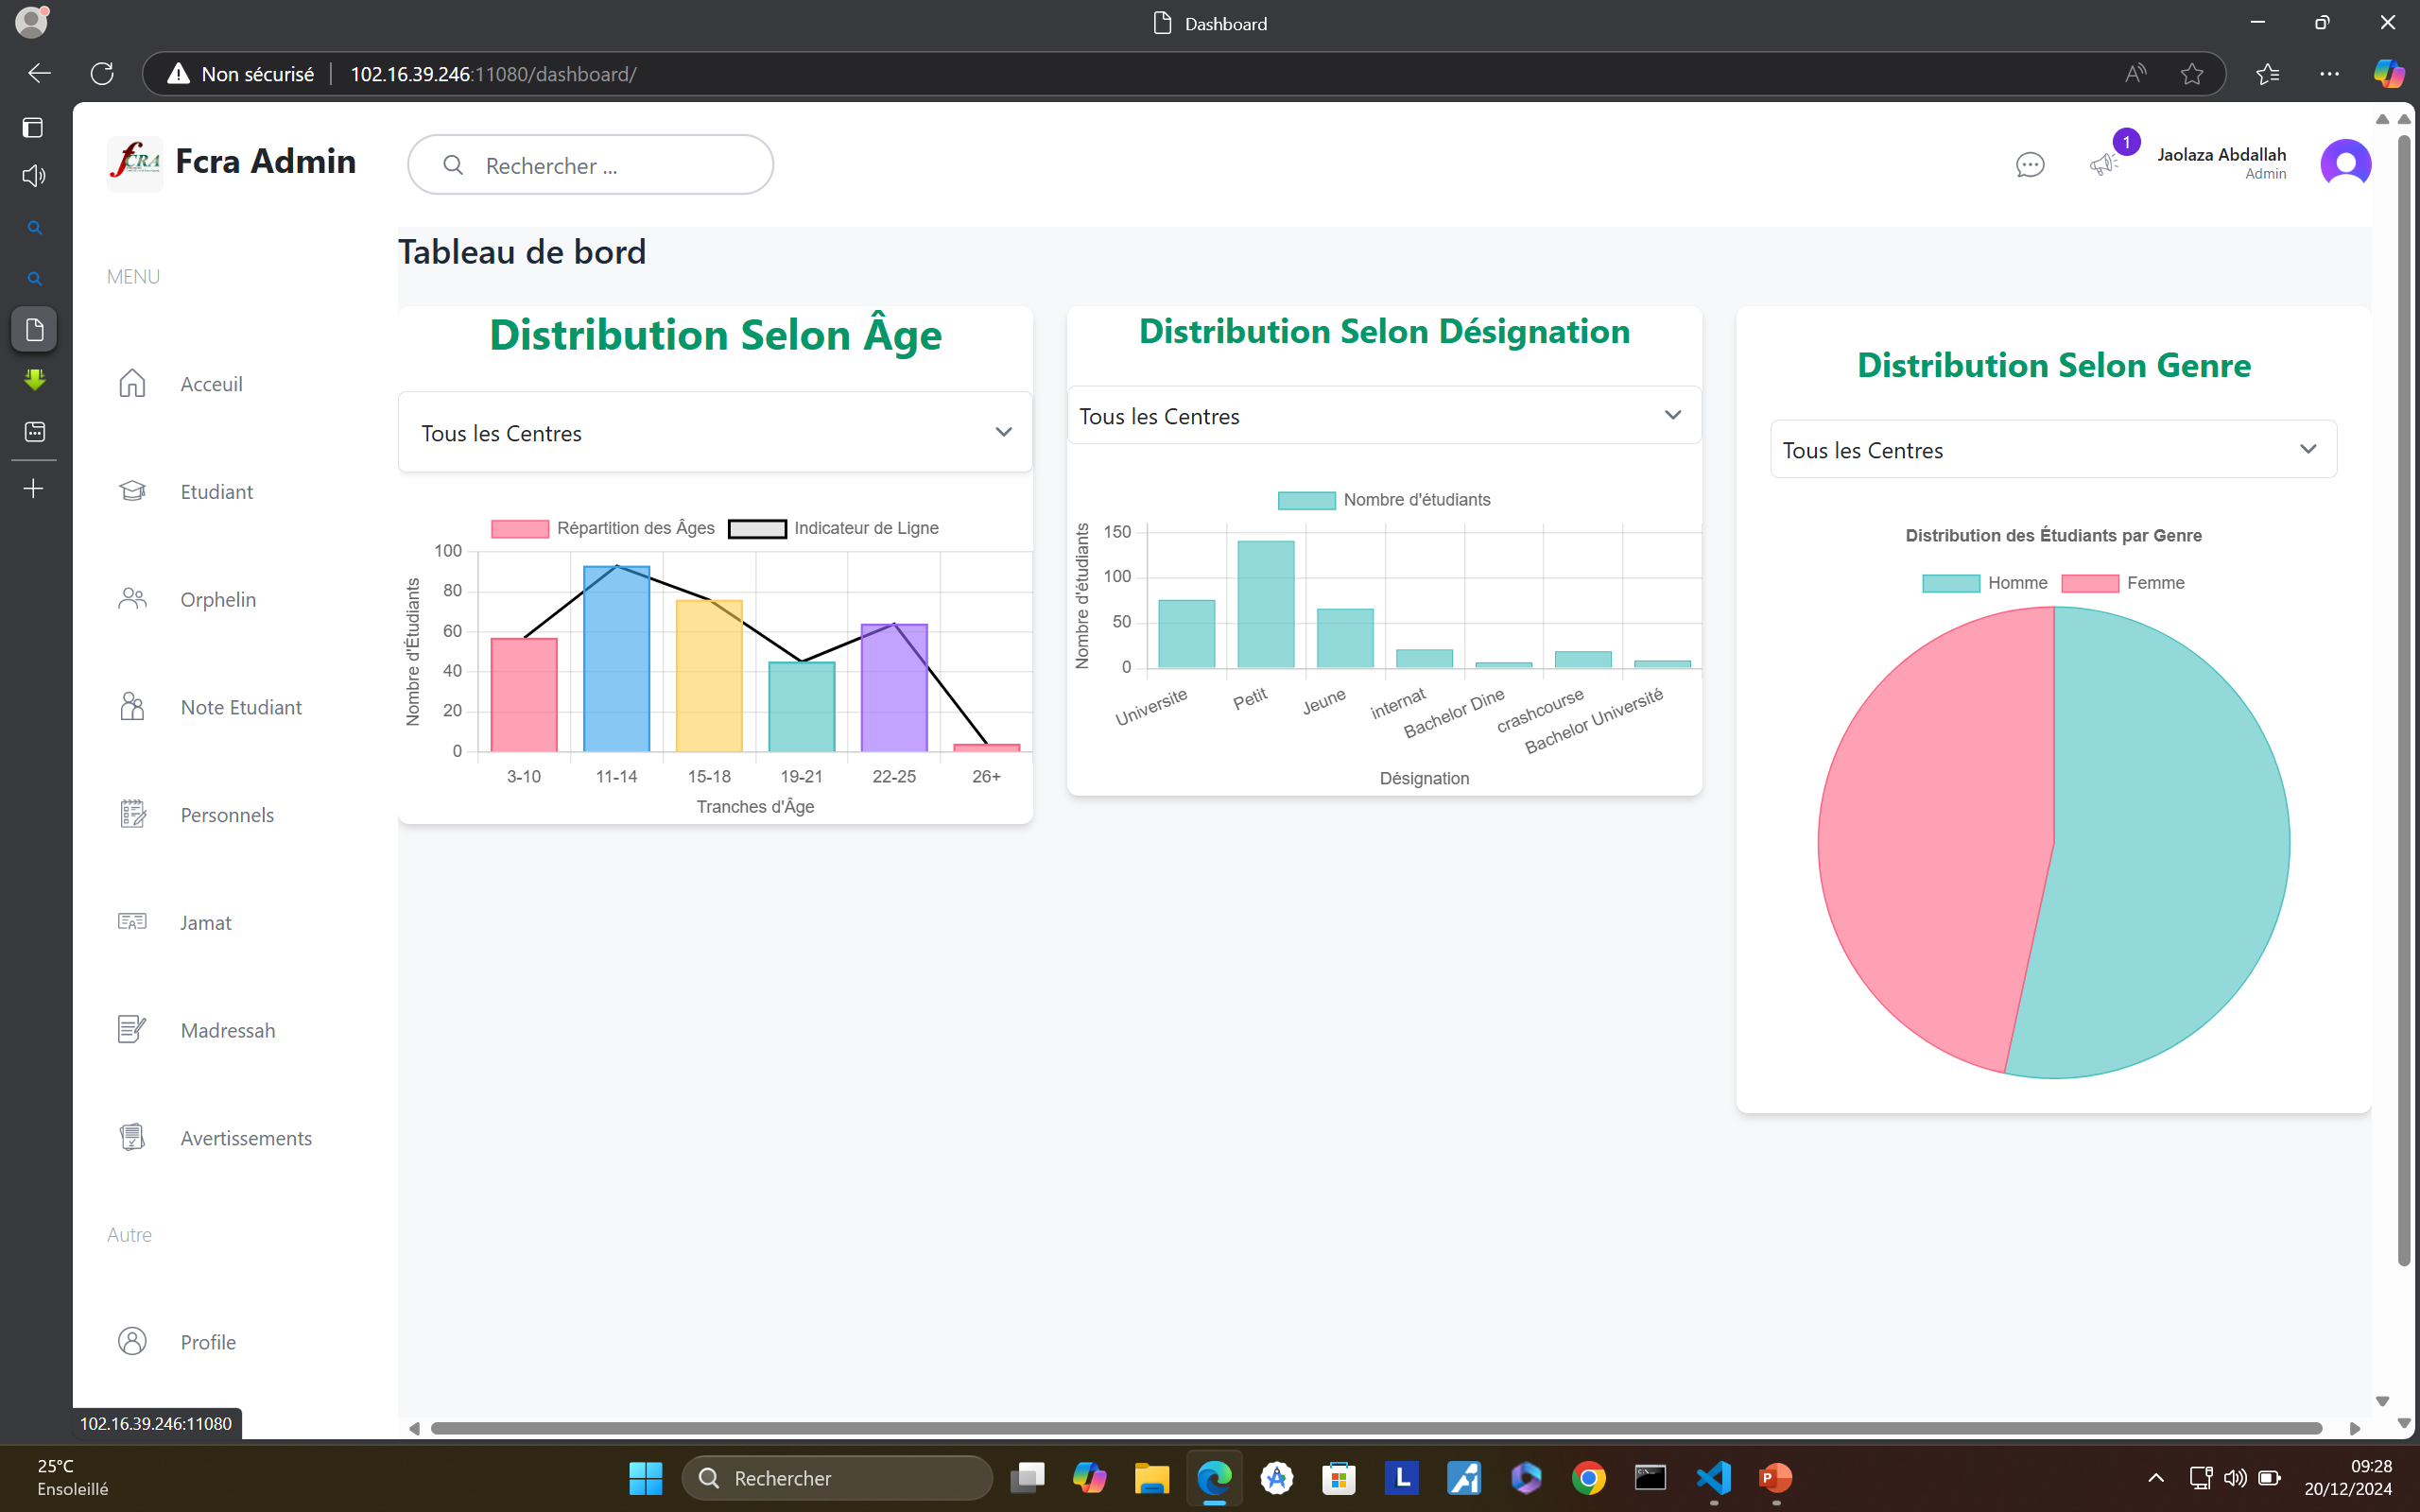 Dashboard
Non sécurisé
102.16.39.246:11080/dashboard/
fCRA
Fcra Admin
Rechercher ...
1
Jaolaza Abdallah
Admin
MENU
Acceuil
Etudiant
Orphelin
Note Etudiant
Personnels
Jamat
Madressah
Avertissements
Autre
Profile
102.16.39.246:11080
Tableau de bord
Distribution Selon Âge
Tous les Centres
Répartition des Âges
Indicateur de Ligne
Nombre d'Étudiants
100
80
60
40
20
0
3-10
11-14
15-18
19-21
22-25
26+
Tranches d'Âge
Distribution Selon Désignation
Tous les Centres
Nombre d'étudiants
Nombre d'étudiants
150
100
50
0
Universite
Petit
Jeune
internat
Bachelor Dine
crashcourse
Bachelor Université
Désignation
Distribution Selon Genre
Tous les Centres
Distribution des Étudiants par Genre
Homme
Femme
25°C
Ensoleillé
Rechercher
L
P
09:28
20/12/2024